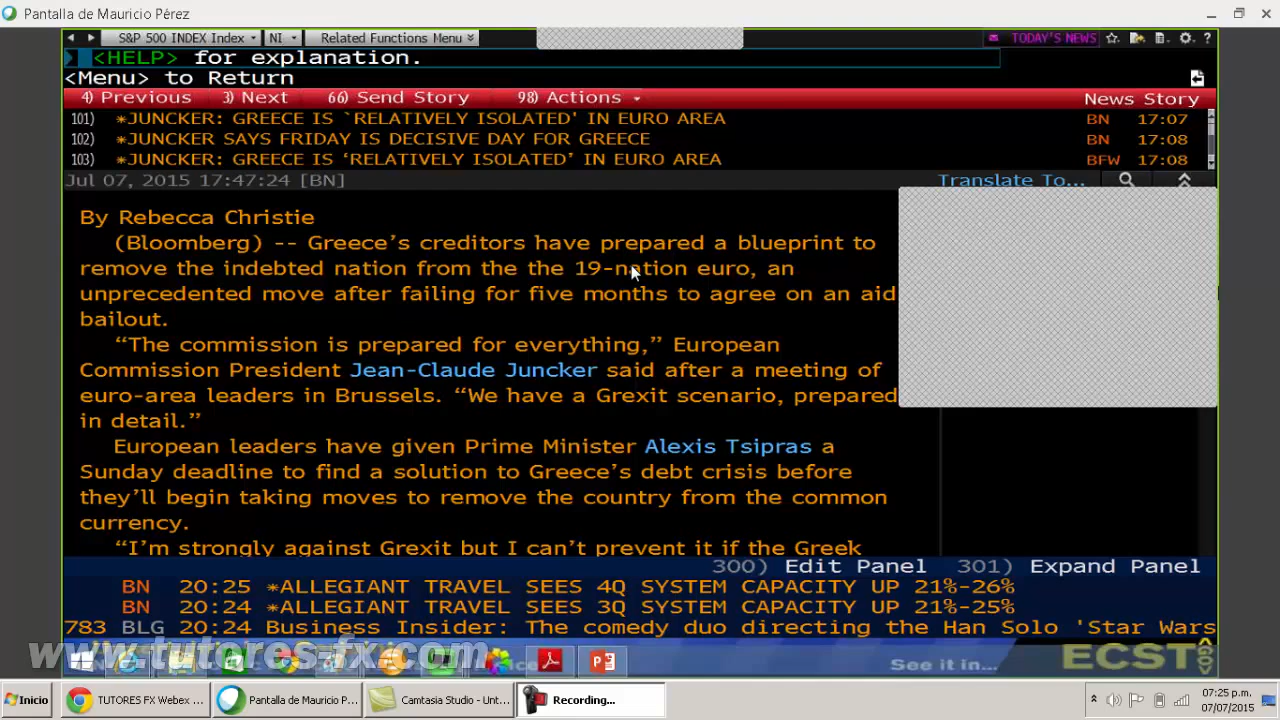 Pantalla de Mauricio Pérez
S&P 500 INDEX Index NI Related Functions Menu TODAY'S NEWS
<HELP> for explanation.
<Menu> to Return
4) Previous 3) Next 66) Send Story 98) Actions News Story
101) *JUNCKER: GREECE IS `RELATIVELY ISOLATED' IN EURO AREA BN 17:07
102) *JUNCKER SAYS FRIDAY IS DECISIVE DAY FOR GREECE BN 17:08
103) *JUNCKER: GREECE IS ‘RELATIVELY ISOLATED’ IN EURO AREA BFW 17:08
Jul 07, 2015 17:47:24 [BN] Translate To...
By Rebecca Christie
(Bloomberg) -- Greece’s creditors have prepared a blueprint to
remove the indebted nation from the the 19-nation euro, an
unprecedented move after failing for five months to agree on an aid
bailout.
“The commission is prepared for everything,” European
Commission President Jean-Claude Juncker said after a meeting of
euro-area leaders in Brussels. “We have a Grexit scenario, prepared
in detail.”
European leaders have given Prime Minister Alexis Tsipras a
Sunday deadline to find a solution to Greece’s debt crisis before
they’ll begin taking moves to remove the country from the common
currency.
“I’m strongly against Grexit but I can’t prevent it if the Greek
300) Edit Panel 301) Expand Panel
BN 20:25 *ALLEGIANT TRAVEL SEES 4Q SYSTEM CAPACITY UP 21%-26%
BN 20:24 *ALLEGIANT TRAVEL SEES 3Q SYSTEM CAPACITY UP 21%-25%
783 BLG 20:24 Business Insider: The comedy duo directing the Han Solo 'Star Wars
www.tutores-fx.com
See it in... ECST
Inicio TUTORES FX Webex ... Pantalla de Mauricio P... Camtasia Studio - Unt... Recording... 07:25 p.m.
07/07/2015